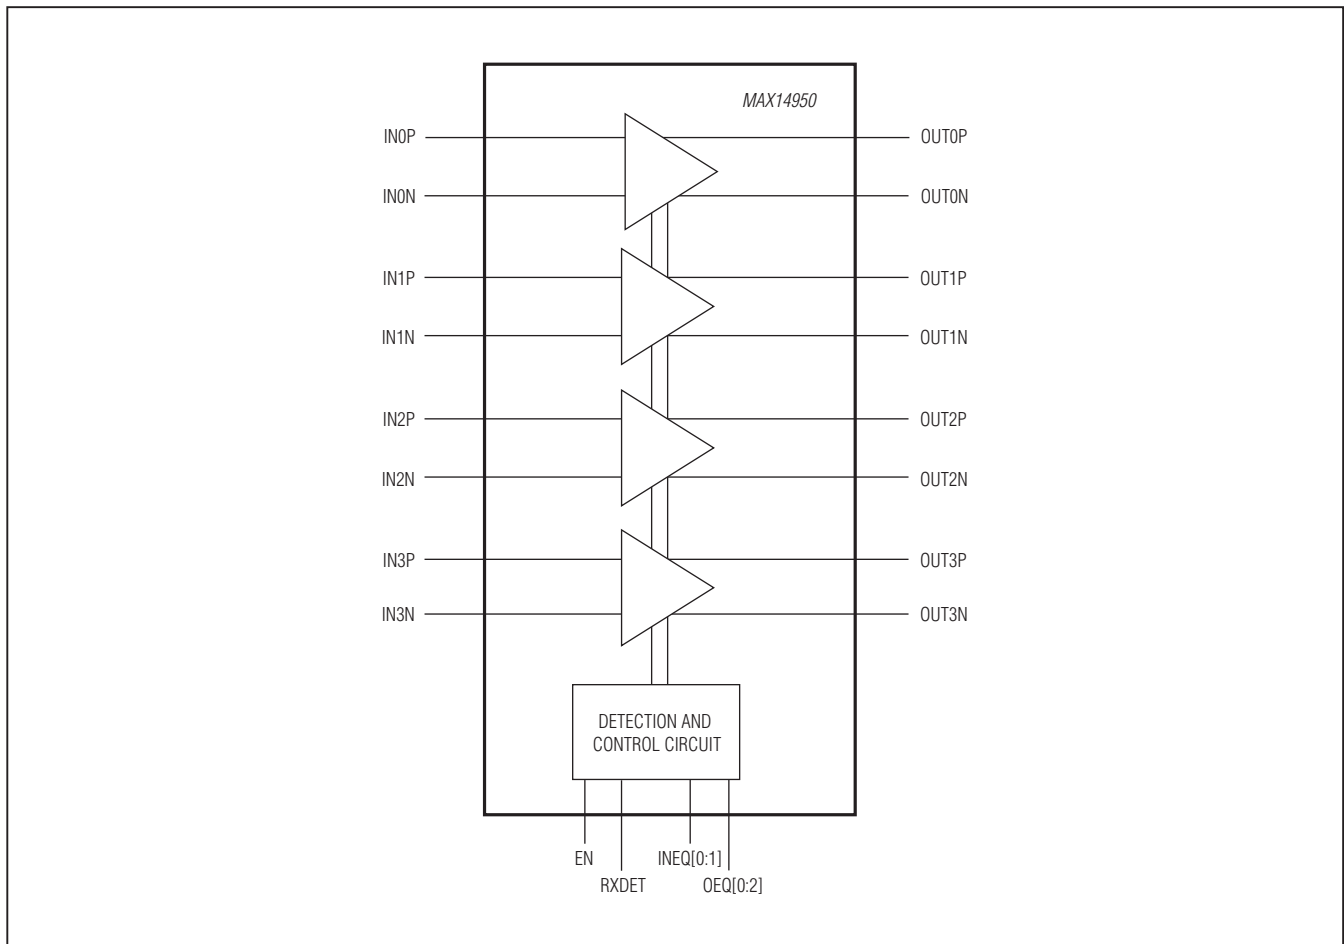 MAX14950
IN0P
OUT0P
IN0N
OUT0N
IN1P
OUT1P
IN1N
OUT1N
IN2P
OUT2P
IN2N
OUT2N
IN3P
OUT3P
IN3N
OUT3N
DETECTION AND
CONTROL CIRCUIT
EN
INEQ[0:1]
RXDET
OEQ[0:2]